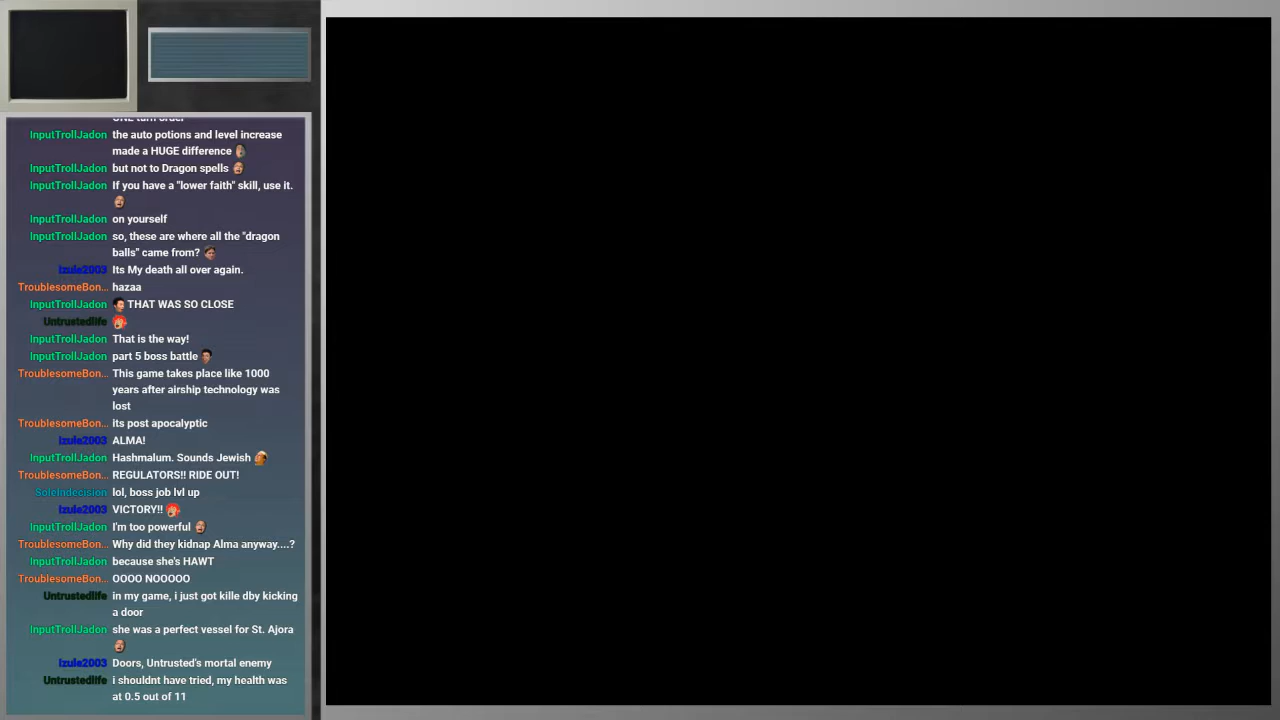 ONE turn order
InputTrollJadon the auto potions and level increase
made a HUGE difference
InputTrollJadon but not to Dragon spells
InputTrollJadon If you have a "lower faith" skill, use it.
InputTrollJadon on yourself
InputTrollJadon so, these are where all the "dragon
balls" came from?
Izule2003 Its My death all over again.
TroublesomeBon... hazaa
InputTrollJadon THAT WAS SO CLOSE
Untrustedlife
InputTrollJadon That is the way!
InputTrollJadon part 5 boss battle
TroublesomeBon... This game takes place like 1000
years after airship technology was
lost
TroublesomeBon... its post apocalyptic
Izule2003 ALMA!
InputTrollJadon Hashmalum. Sounds Jewish
TroublesomeBon... REGULATORS!! RIDE OUT!
SoleIndecision lol, boss job lvl up
Izule2003 VICTORY!!
InputTrollJadon I'm too powerful
TroublesomeBon... Why did they kidnap Alma anyway....?
InputTrollJadon because she's HAWT
TroublesomeBon... OOOO NOOOOO
Untrustedlife in my game, i just got kille dby kicking
a door
InputTrollJadon she was a perfect vessel for St. Ajora
Izule2003 Doors, Untrusted's mortal enemy
Untrustedlife i shouldnt have tried, my health was
at 0.5 out of 11